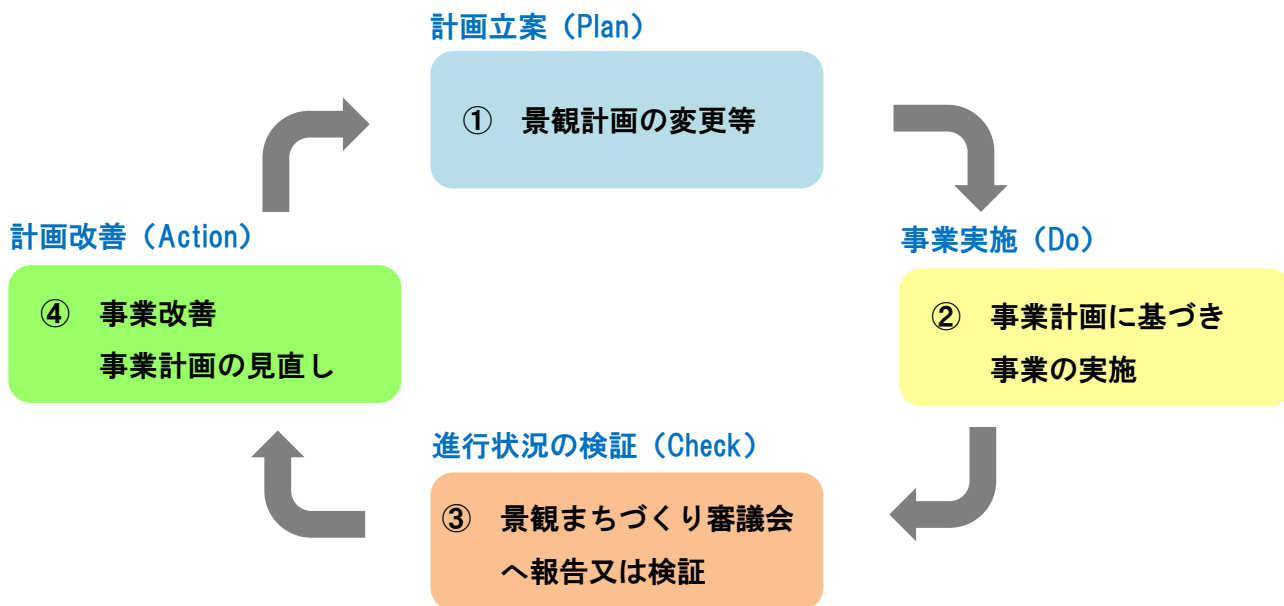 計画立案（Plan）
① 景観計画の変更等
事業実施（Do）
② 事業計画に基づき
事業の実施
進行状況の検証（Check）
③ 景観まちづくり審議会
へ報告又は検証
計画改善（Action）
④ 事業改善
事業計画の見直し